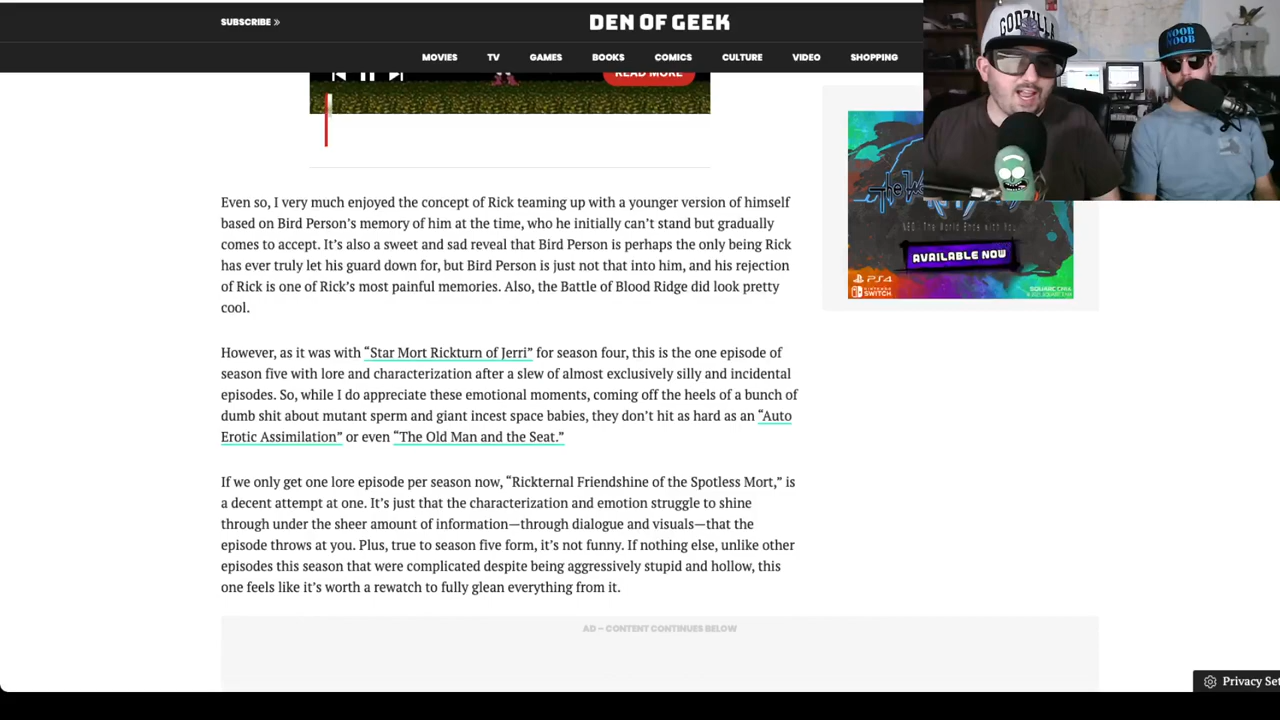 SUBSCRIBE »
DEN OF GEEK
MOVIES TV GAMES BOOKS COMICS CULTURE VIDEO SHOPPING
GODZILLA
NOOB
NOOB
READ MORE
Even so, I very much enjoyed the concept of Rick teaming up with a younger version of himself
based on Bird Person’s memory of him at the time, who he initially can’t stand but gradually
comes to accept. It’s also a sweet and sad reveal that Bird Person is perhaps the only being Rick
has ever truly let his guard down for, but Bird Person is just not that into him, and his rejection
of Rick is one of Rick’s most painful memories. Also, the Battle of Blood Ridge did look pretty
cool.
NEO: The World Ends with You
AVAILABLE NOW
PS4
NINTENDO
SWITCH
SQUARE ENIX
However, as it was with “Star Mort Rickturn of Jerri” for season four, this is the one episode of
season five with lore and characterization after a slew of almost exclusively silly and incidental
episodes. So, while I do appreciate these emotional moments, coming off the heels of a bunch of
dumb shit about mutant sperm and giant incest space babies, they don’t hit as hard as an “Auto
Erotic Assimilation” or even “The Old Man and the Seat.”
If we only get one lore episode per season now, “Rickternal Friendshine of the Spotless Mort,” is
a decent attempt at one. It’s just that the characterization and emotion struggle to shine
through under the sheer amount of information—through dialogue and visuals—that the
episode throws at you. Plus, true to season five form, it’s not funny. If nothing else, unlike other
episodes this season that were complicated despite being aggressively stupid and hollow, this
one feels like it’s worth a rewatch to fully glean everything from it.
AD – CONTENT CONTINUES BELOW
Privacy Set